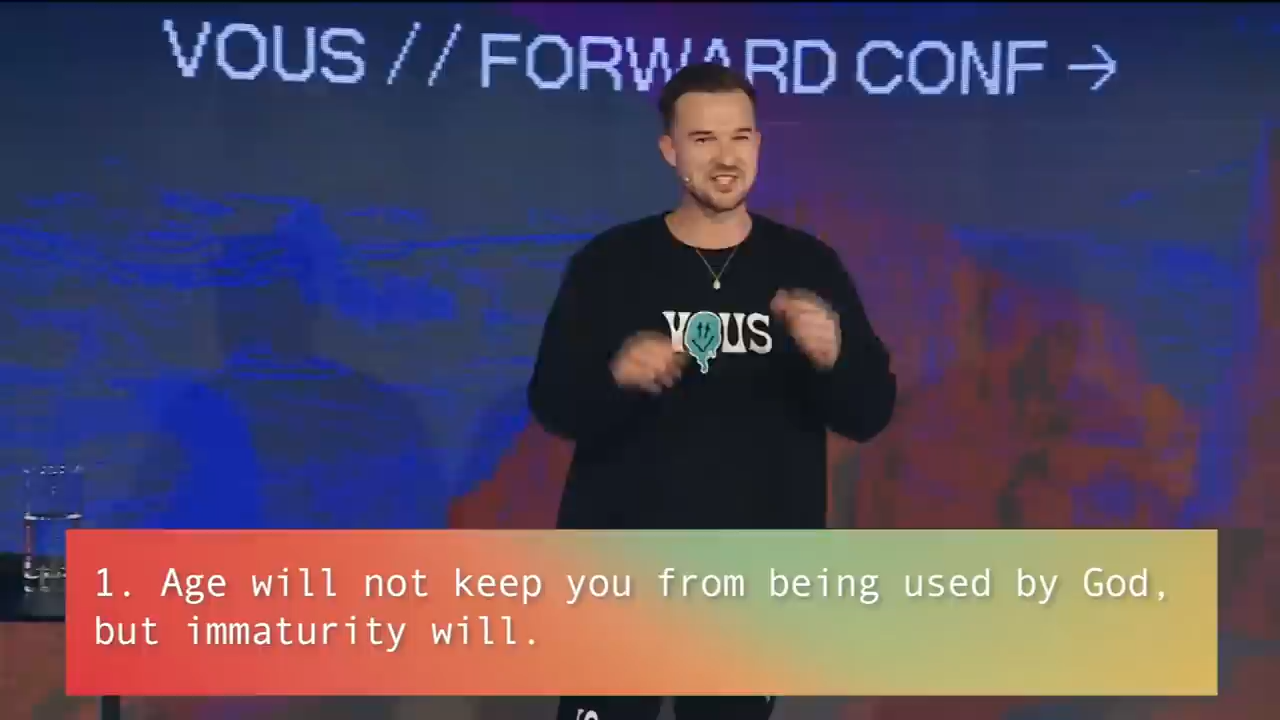 VOUS // FORWARD CONF →
VOUS
1. Age will not keep you from being used by God,
but immaturity will.